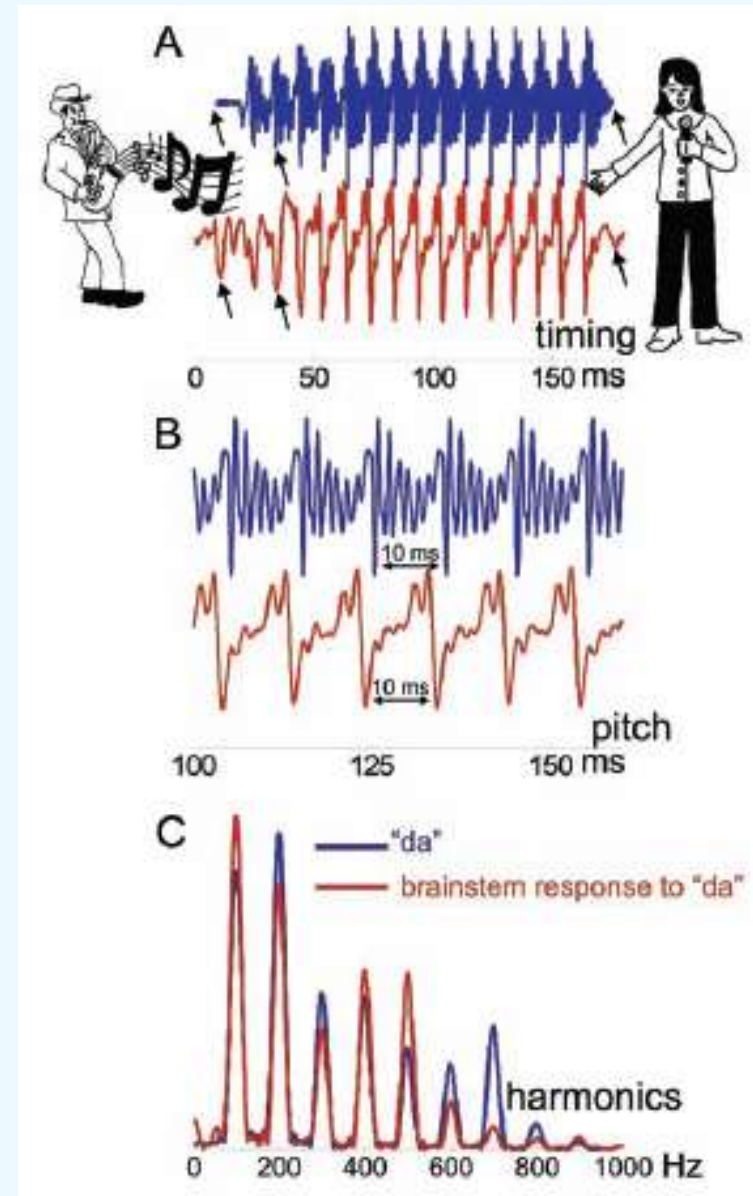 A
timing
0 50 100 150 ms
B
10 ms
10 ms
pitch
100 125 150 ms
C
"da"
brainstem response to "da"
harmonics
0 200 400 600 800 1000 Hz